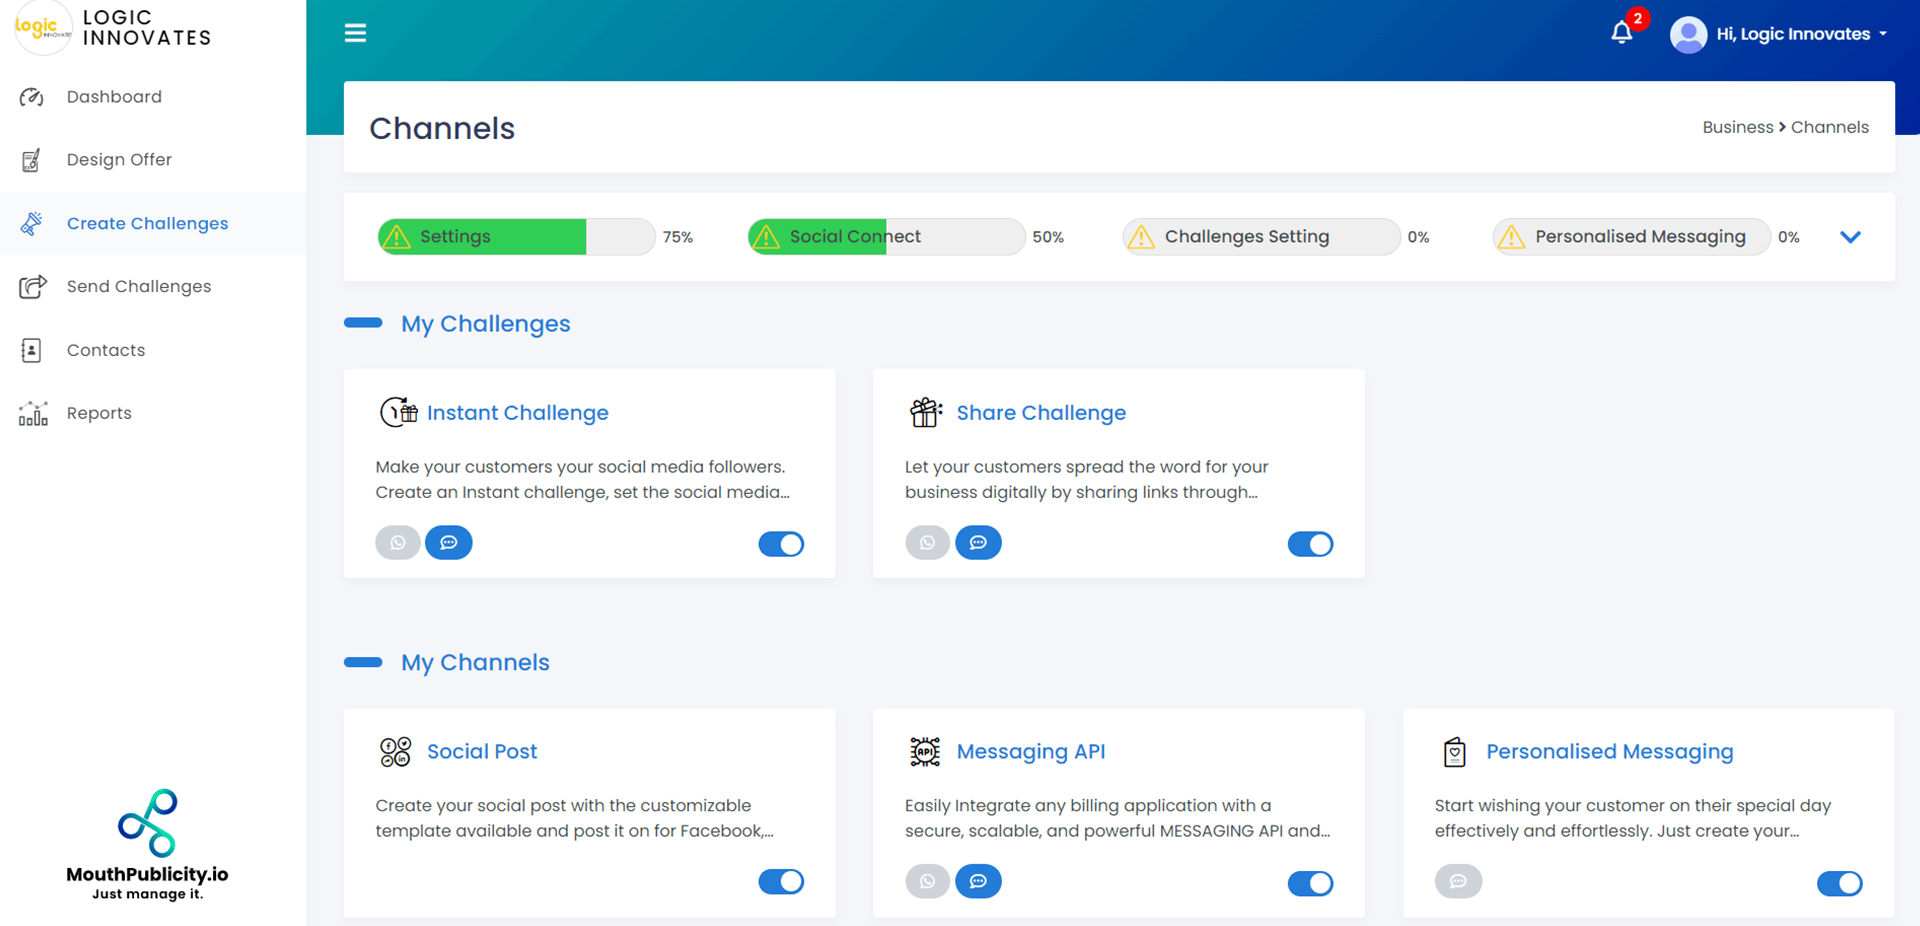 logic
INNOVATES
LOGIC
INNOVATES
2
Hi, Logic Innovates
Dashboard
Design Offer
Create Challenges
Send Challenges
Contacts
Reports
MouthPublicity.io
Just manage it.
Channels
Business > Channels
Settings 75%
Social Connect 50%
Challenges Setting 0%
Personalised Messaging 0%
My Challenges
Instant Challenge
Make your customers your social media followers.
Create an Instant challenge, set the social media...
Share Challenge
Let your customers spread the word for your
business digitally by sharing links through...
My Channels
Social Post
Create your social post with the customizable
template available and post it on for Facebook,...
API
Messaging API
Easily Integrate any billing application with a
secure, scalable, and powerful MESSAGING API and...
Personalised Messaging
Start wishing your customer on their special day
effectively and effortlessly. Just create your...